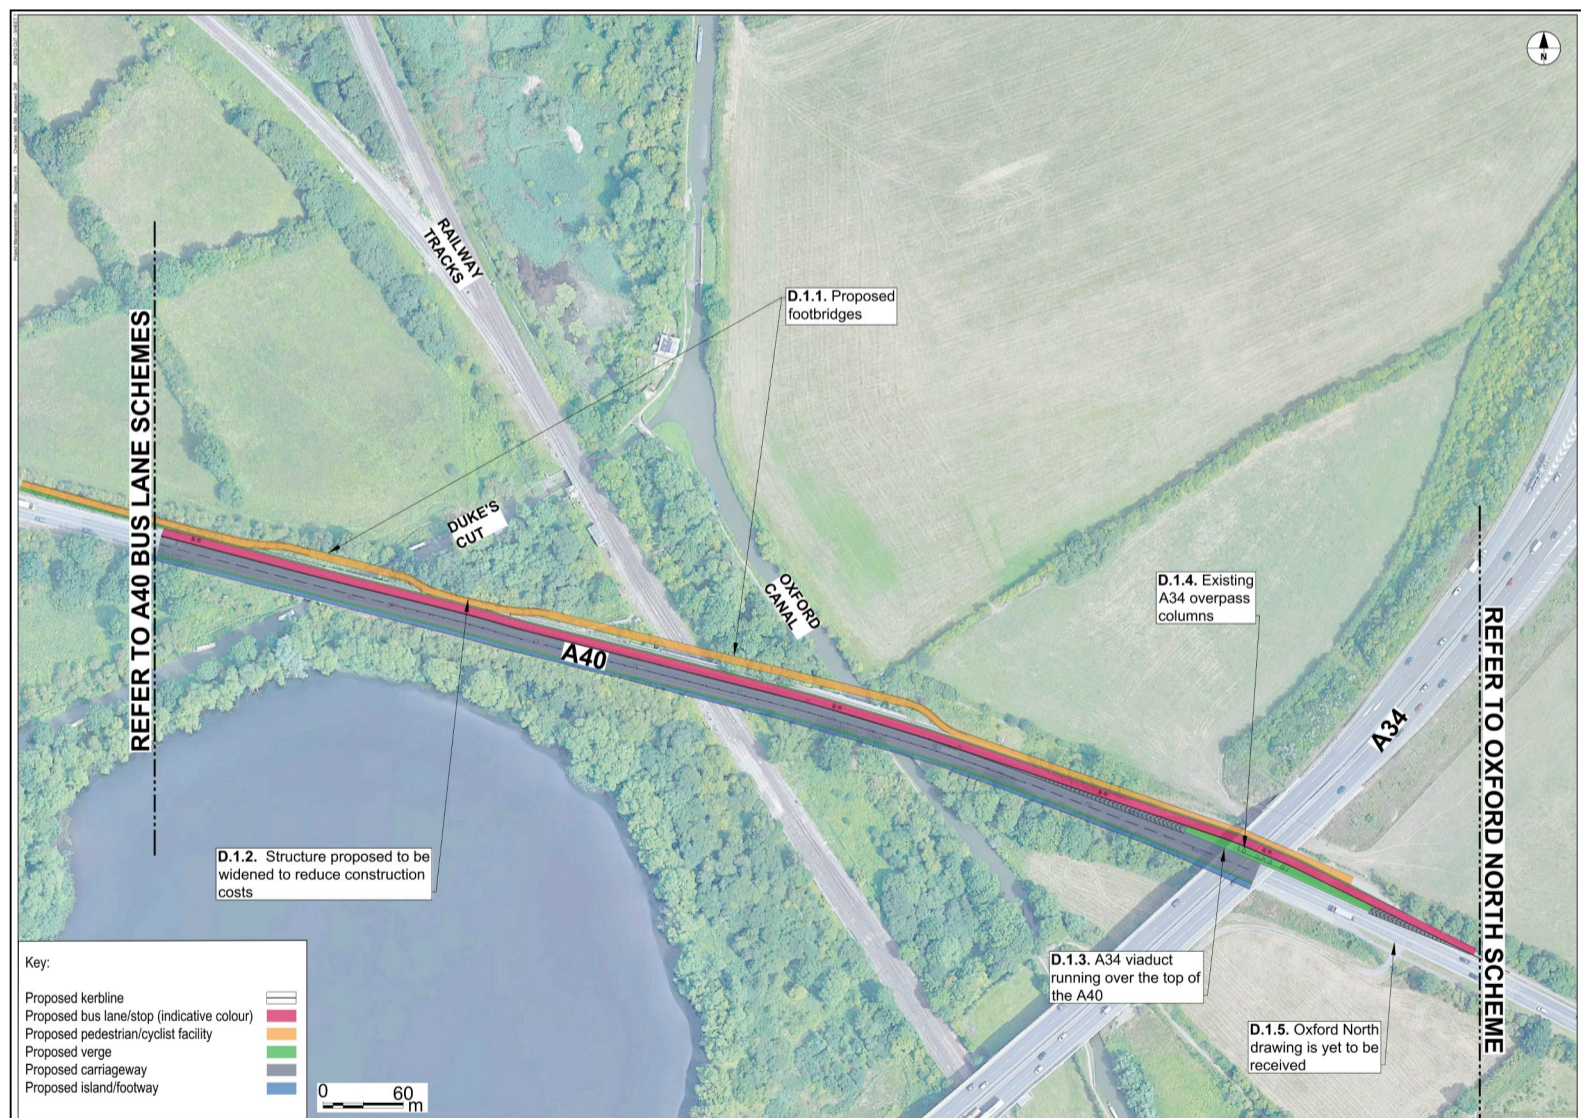 N
RAILWAY
TRACKS
D.1.1. Proposed
footbridges
REFER TO A40 BUS LANE SCHEMES
DUKE'S
CUT
OXFORD
CANAL
D.1.4. Existing
A34 overpass
columns
A40
A34
REFER TO OXFORD NORTH SCHEME
D.1.2. Structure proposed to be
widened to reduce construction
costs
D.1.3. A34 viaduct
running over the top of
the A40
D.1.5. Oxford North
drawing is yet to be
received
Key:
Proposed kerbline
Proposed bus lane/stop (indicative colour)
Proposed pedestrian/cyclist facility
Proposed verge
Proposed carriageway
Proposed island/footway
0 60
m